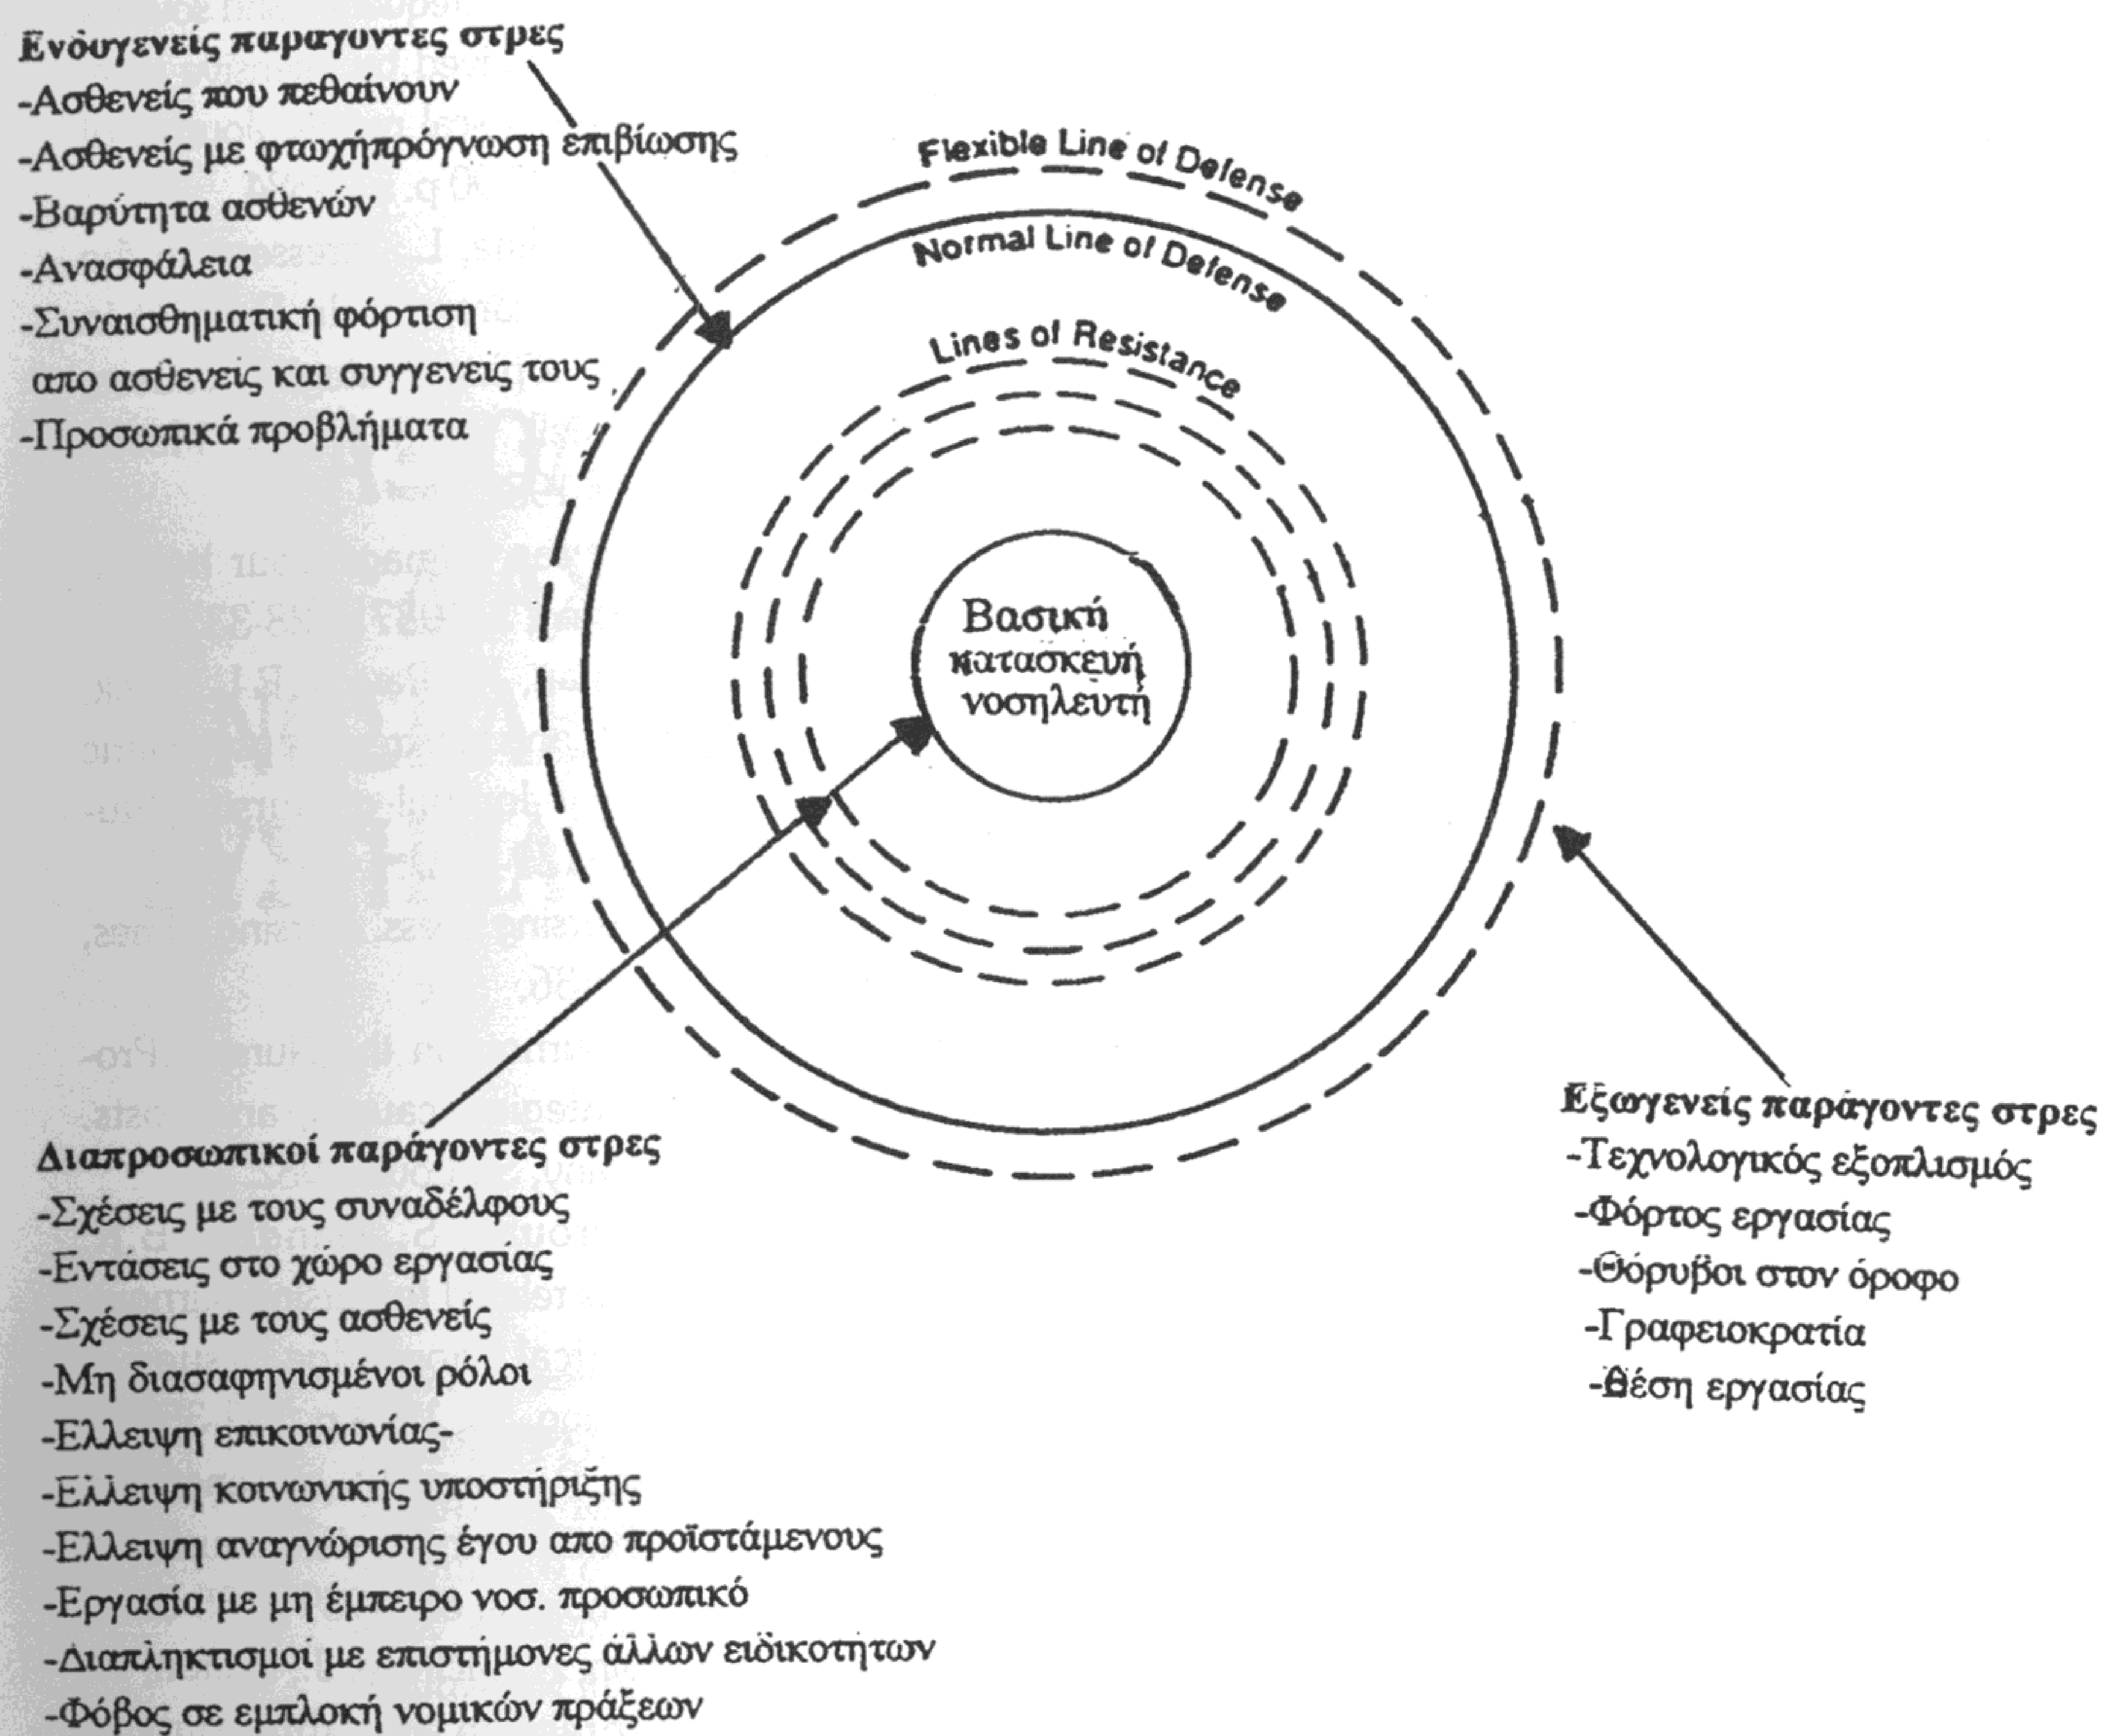 Ενδογενείς παράγοντες στρες
-Ασθενείς που πεθαίνουν
-Ασθενείς με φτωχήπρόγνωση επιβίωσης
-Βαρύτητα ασθενών
-Ανασφάλεια
-Συναισθηματική φόρτιση
απο ασθενείς και συγγενείς τους
-Προσωπικά προβλήματα
Flexible Line of Defense
Normal Line of Defense
Lines of Resistance
Βασική
κατασκευή
νοσηλευτή
Διαπροσωπικοί παράγοντες στρες
-Σχέσεις με τους συναδέλφους
-Εντάσεις στο χώρο εργασίας
-Σχέσεις με τους ασθενείς
-Μη διασαφηνισμένοι ρόλοι
-Ελλειψη επικοινωνίας-
-Ελλειψη κοινωνικής υποστήριξης
-Ελλειψη αναγνώρισης έγου απο προϊστάμενους
-Εργασία με μη έμπειρο νοσ. προσωπικό
-Διαπληκτισμοί με επιστήμονες άλλων ειδικοτήτων
-Φόβος σε εμπλοκή νομικών πράξεων
Εξωγενείς παράγοντες στρες
-Τεχνολογικός εξοπλισμός
-Φόρτος εργασίας
-Θόρυβοι στον όροφο
-Γραφειοκρατία
-θέση εργασίας